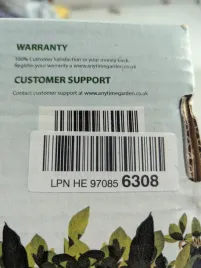 WARRANTY
100% Customer Satisfaction or your money back.
Register your warranty at www.anytimegarden.co.uk
CUSTOMER SUPPORT
Contact customer support at www.anytimegarden.co.uk
LPN HE 97085 6308